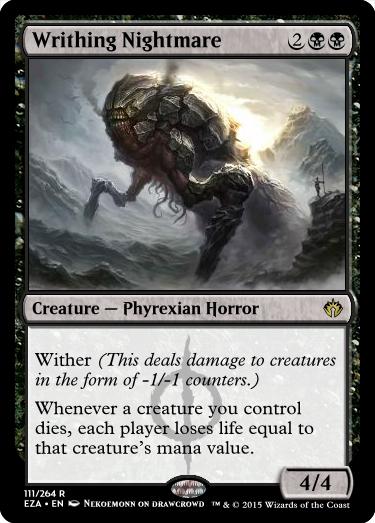 Writhing Nightmare 2
Creature — Phyrexian Horror
Wither (This deals damage to creatures
in the form of -1/-1 counters.)
Whenever a creature you control
dies, each player loses life equal to
that creature's mana value.
4/4
111/264 R
EZA • EN Nekoemonn on drawcrowd ™ & © 2015 Wizards of the Coast